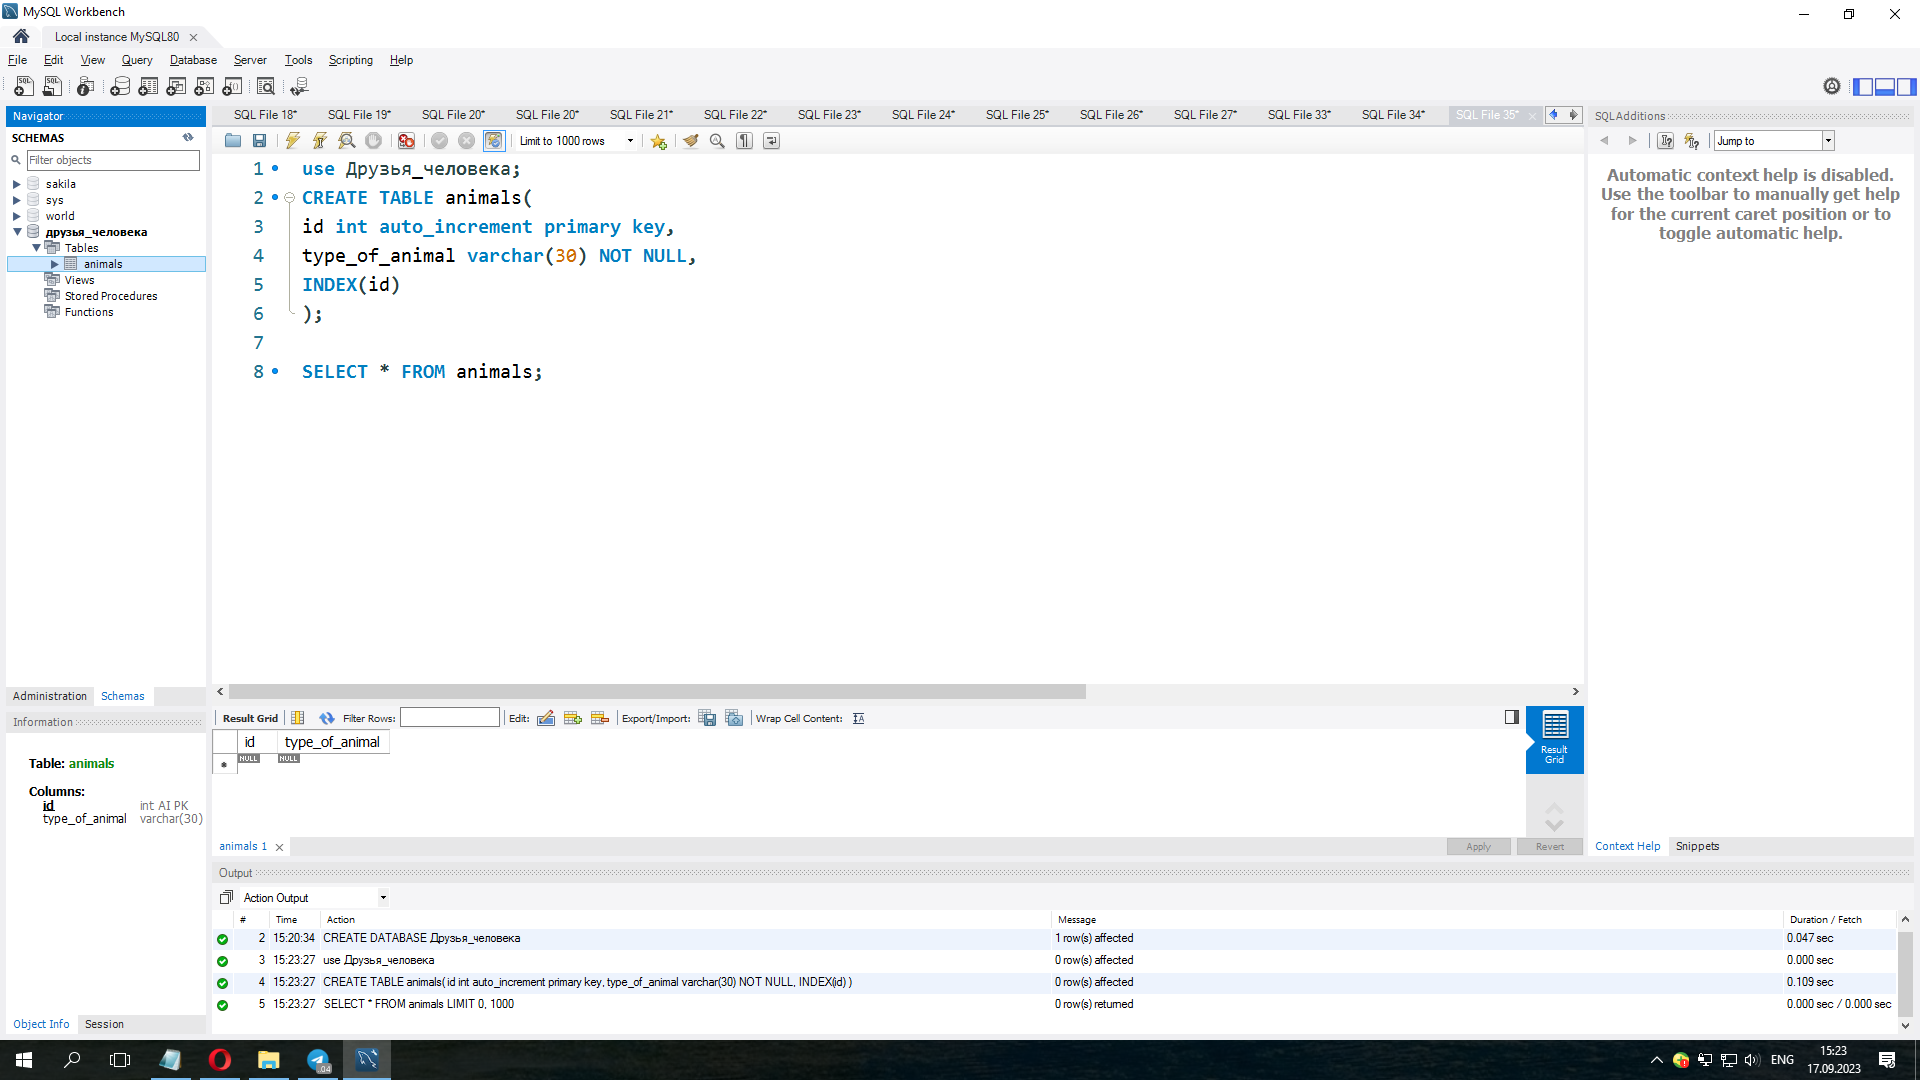 MySQL Workbench
Local instance MySQL80
File Edit View Query Database Server Tools Scripting Help
Navigator
SCHEMAS
Filter objects
sakila
sys
world
друзья_человека
Tables
animals
Views
Stored Procedures
Functions
Administration Schemas
Information
Table: animals
Columns:
id int AI PK
type_of_animal varchar(30)
Object Info Session
SQL File 18* SQL File 19* SQL File 20* SQL File 20* SQL File 21* SQL File 22* SQL File 23* SQL File 24* SQL File 25* SQL File 26* SQL File 27* SQL File 33* SQL File 34* SQL File 35*
Limit to 1000 rows
1 use Друзья_человека;
2 CREATE TABLE animals(
3 id int auto_increment primary key,
4 type_of_animal varchar(30) NOT NULL,
5 INDEX(id)
6 );
7
8 SELECT * FROM animals;
Result Grid Filter Rows: Edit: Export/Import: Wrap Cell Content:
id type_of_animal
NULL NULL
Result
Grid
animals 1
Apply Revert
SQLAdditions
Jump to
Automatic context help is disabled.
Use the toolbar to manually get help
for the current caret position or to
toggle automatic help.
Context Help Snippets
Output
Action Output
# Time Action Message Duration / Fetch
2 15:20:34 CREATE DATABASE Друзья_человека 1 row(s) affected 0.047 sec
3 15:23:27 use Друзья_человека 0 row(s) affected 0.000 sec
4 15:23:27 CREATE TABLE animals( id int auto_increment primary key, type_of_animal varchar(30) NOT NULL, INDEX(id) ) 0 row(s) affected 0.109 sec
5 15:23:27 SELECT * FROM animals LIMIT 0, 1000 0 row(s) returned 0.000 sec / 0.000 sec
.04
ENG
15:23
17.09.2023